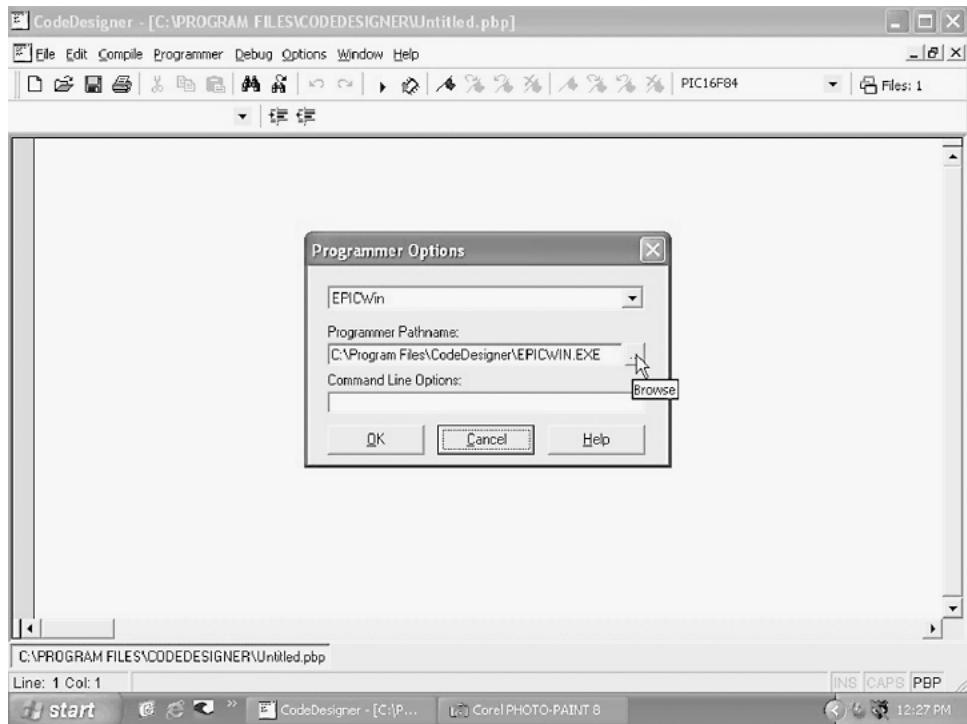 CodeDesigner - [C:\PROGRAM FILES\CODEDESIGNER\Untitled.pbp]
File Edit Compile Programmer Debug Options Window Help
PIC16F84 Files: 1
Programmer Options
EPICWin
Programmer Pathname:
C:\Program Files\CodeDesigner\EPICWIN.EXE ...
Browse
Command Line Options:
OK Cancel Help
C:\PROGRAM FILES\CODEDESIGNER\Untitled.pbp
Line: 1 Col: 1 INS CAPS PBP
start CodeDesigner - [C:\P... Corel PHOTO-PAINT 8 12:27 PM